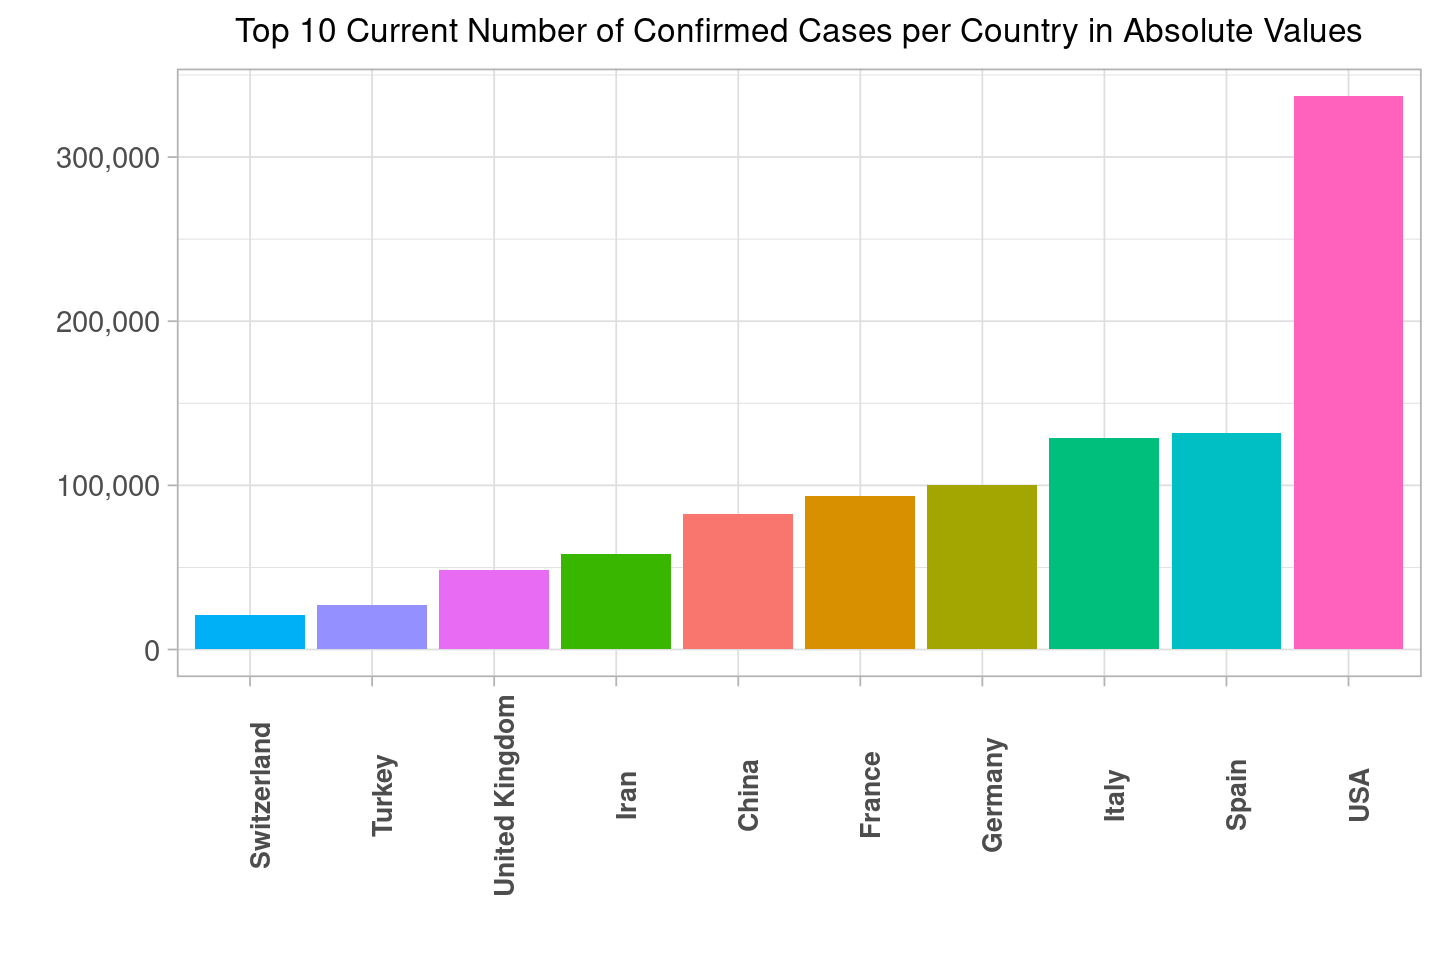 Top 10 Current Number of Confirmed Cases per Country in Absolute Values
300,000
200,000
100,000
0
Switzerland
Turkey
United Kingdom
Iran
China
France
Germany
Italy
Spain
USA